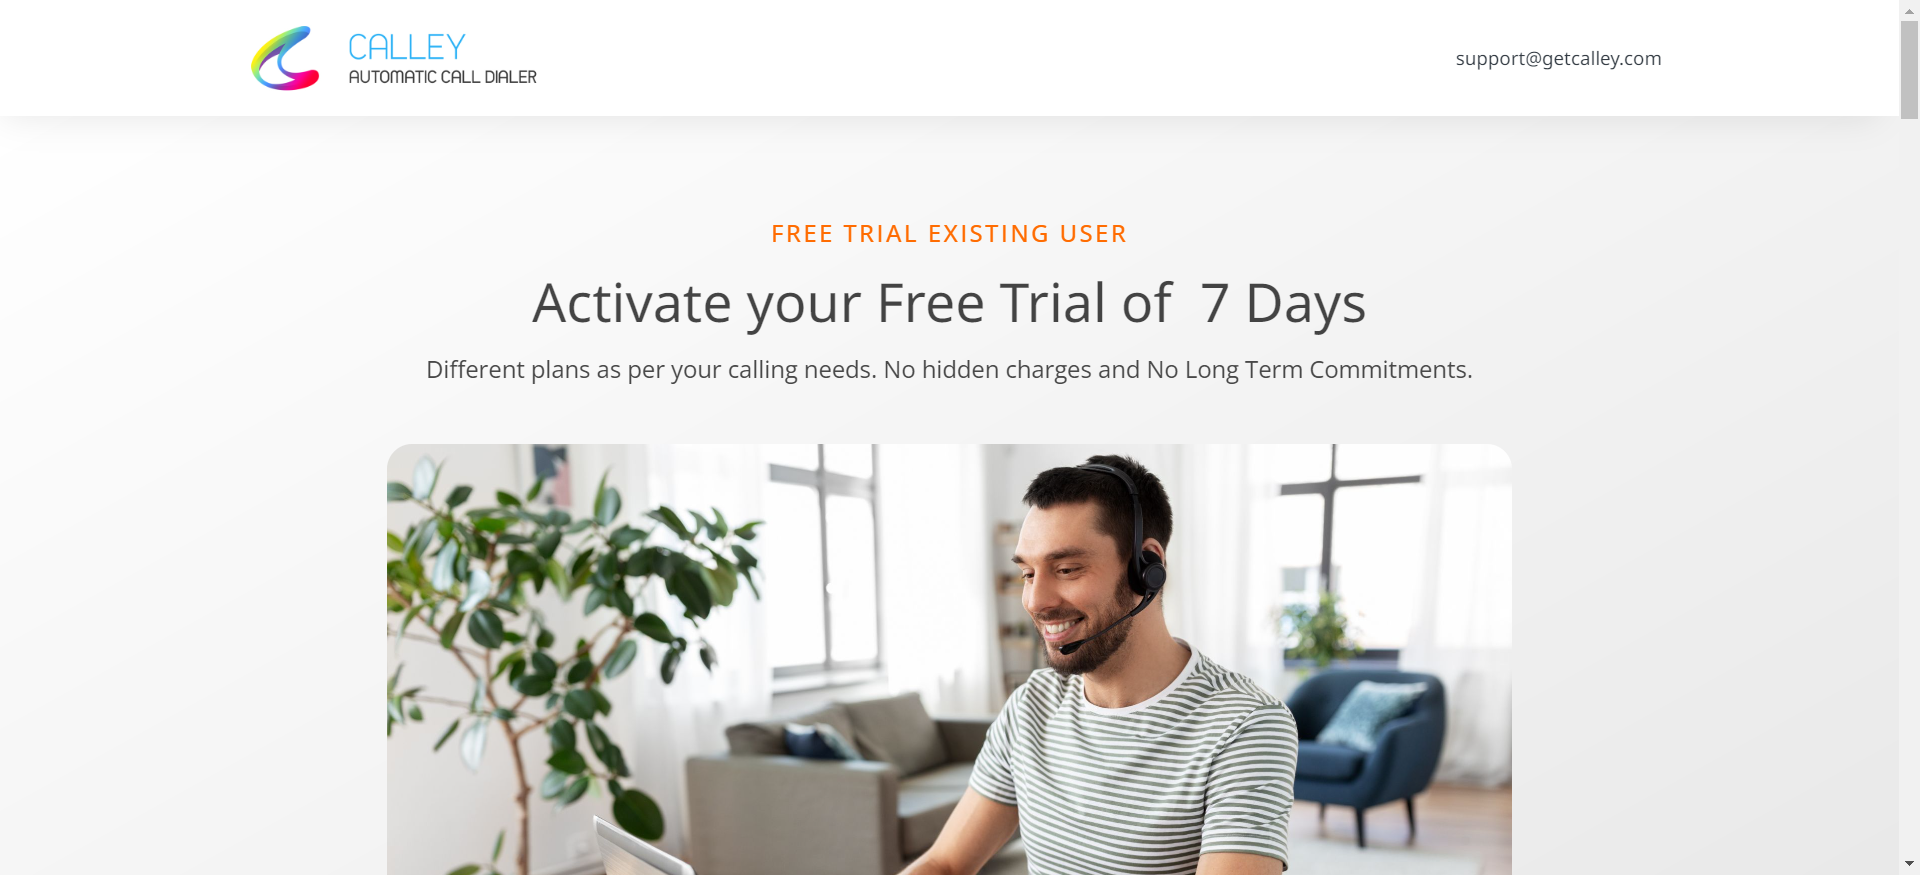 CALLEY
AUTOMATIC CALL DIALER
support@getcalley.com
FREE TRIAL EXISTING USER
Activate your Free Trial of 7 Days
Different plans as per your calling needs. No hidden charges and No Long Term Commitments.